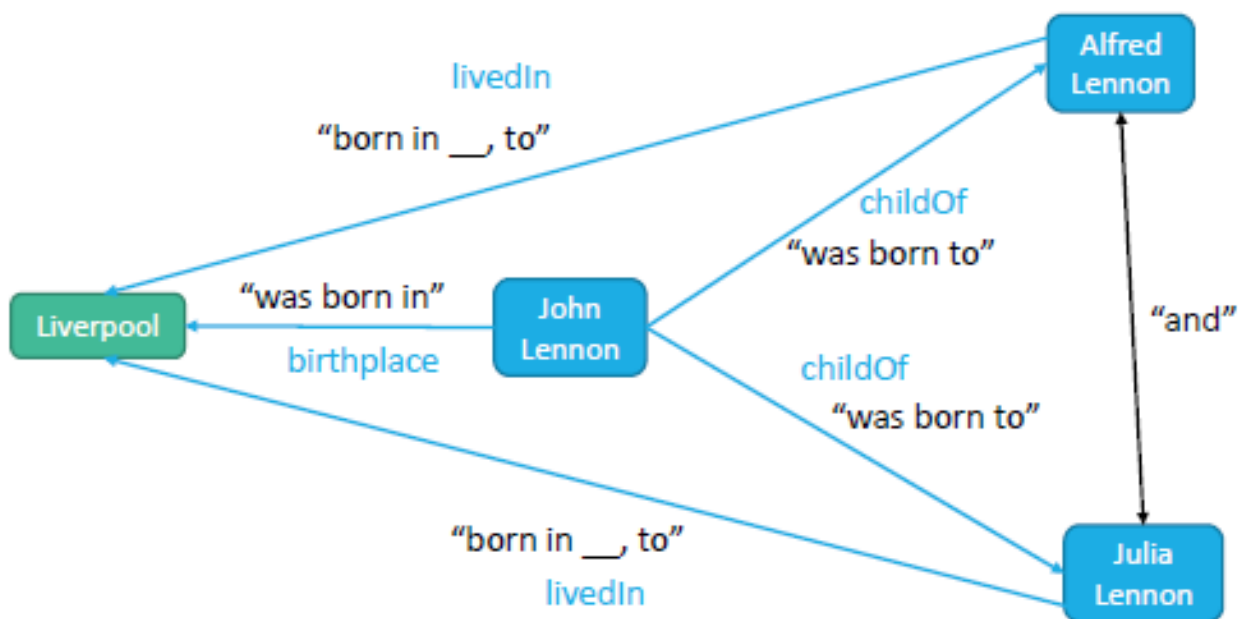 Alfred
Lennon
livedIn
“born in __, to”
childOf
“was born to”
“was born in”
John
Lennon
Liverpool
“and”
birthplace
childOf
“was born to”
“born in __, to”
livedIn
Julia
Lennon